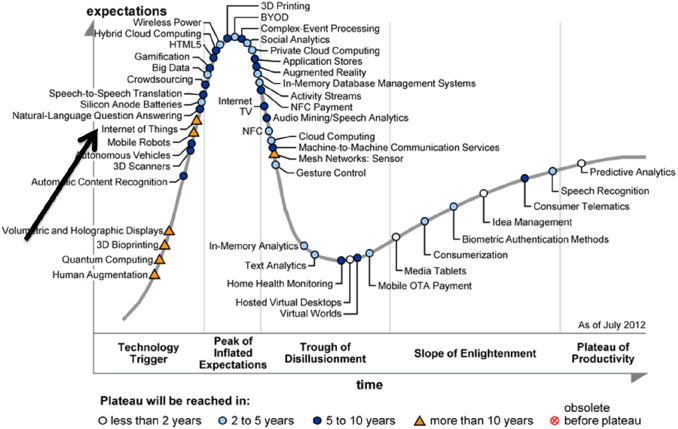 expectations
3D Printing
BYOD
Wireless Power
Complex-Event Processing
Hybrid Cloud Computing
Social Analytics
HTML5
Private Cloud Computing
Gamification
Application Stores
Big Data
Augmented Reality
Crowdsourcing
In-Memory Database Management Systems
Speech-to-Speech Translation
Activity Streams
Silicon Anode Batteries
NFC Payment
Internet
TV
Natural-Language Question Answering
Audio Mining/Speech Analytics
Internet of Things
NFC
Cloud Computing
Mobile Robots
Machine-to-Machine Communication Services
Autonomous Vehicles
Mesh Networks: Sensor
3D Scanners
Gesture Control
Automatic Content Recognition
Predictive Analytics
Speech Recognition
Consumer Telematics
Idea Management
Volumetric and Holographic Displays
Biometric Authentication Methods
3D Bioprinting
In-Memory Analytics
Consumerization
Quantum Computing
Text Analytics
Media Tablets
Human Augmentation
Home Health Monitoring
Mobile OTA Payment
Hosted Virtual Desktops
Virtual Worlds
As of July 2012
Technology
Trigger
Peak of
Inflated
Expectations
Trough of
Disillusionment
Slope of Enlightenment
Plateau of
Productivity
time
Plateau will be reached in:
less than 2 years
2 to 5 years
5 to 10 years
more than 10 years
obsolete
before plateau